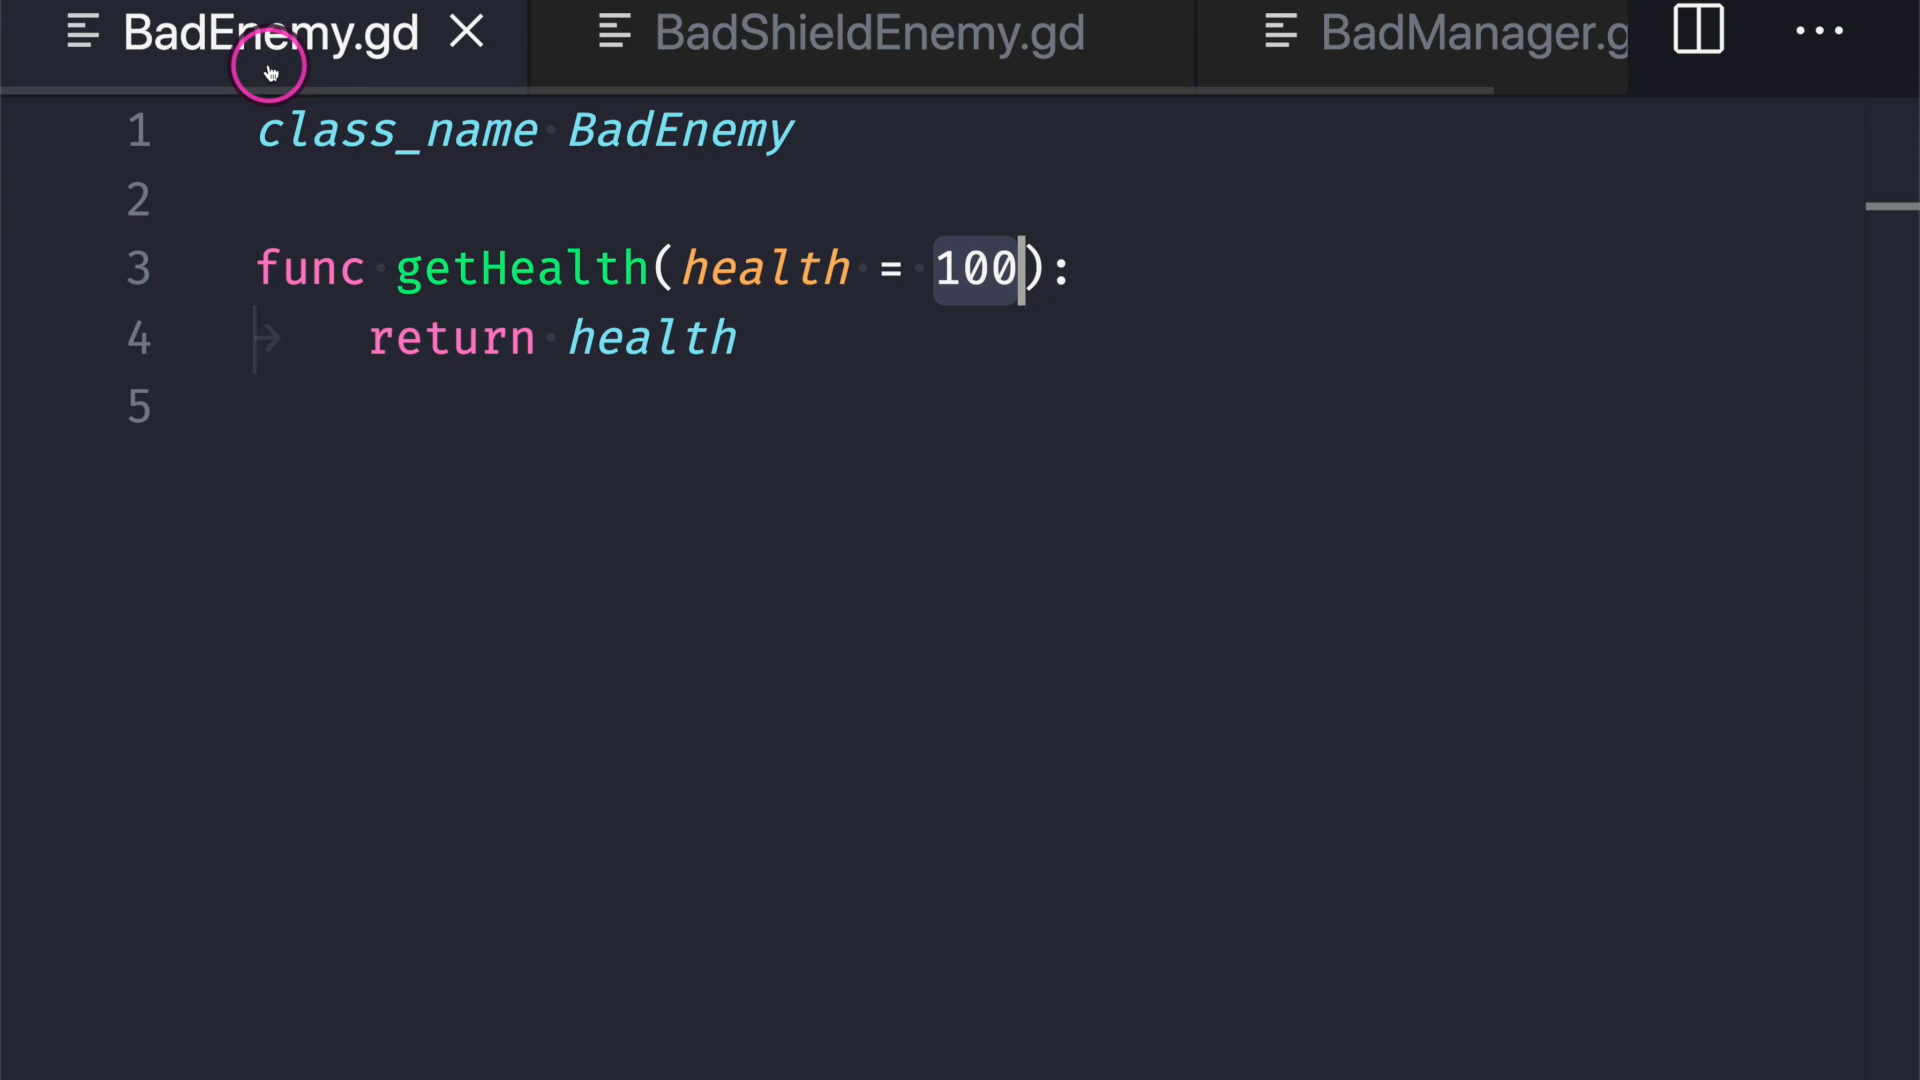 BadEnemy.gd BadShieldEnemy.gd BadManager.g
1 class_name BadEnemy
2
3 func getHealth(health = 100):
4 return health
5